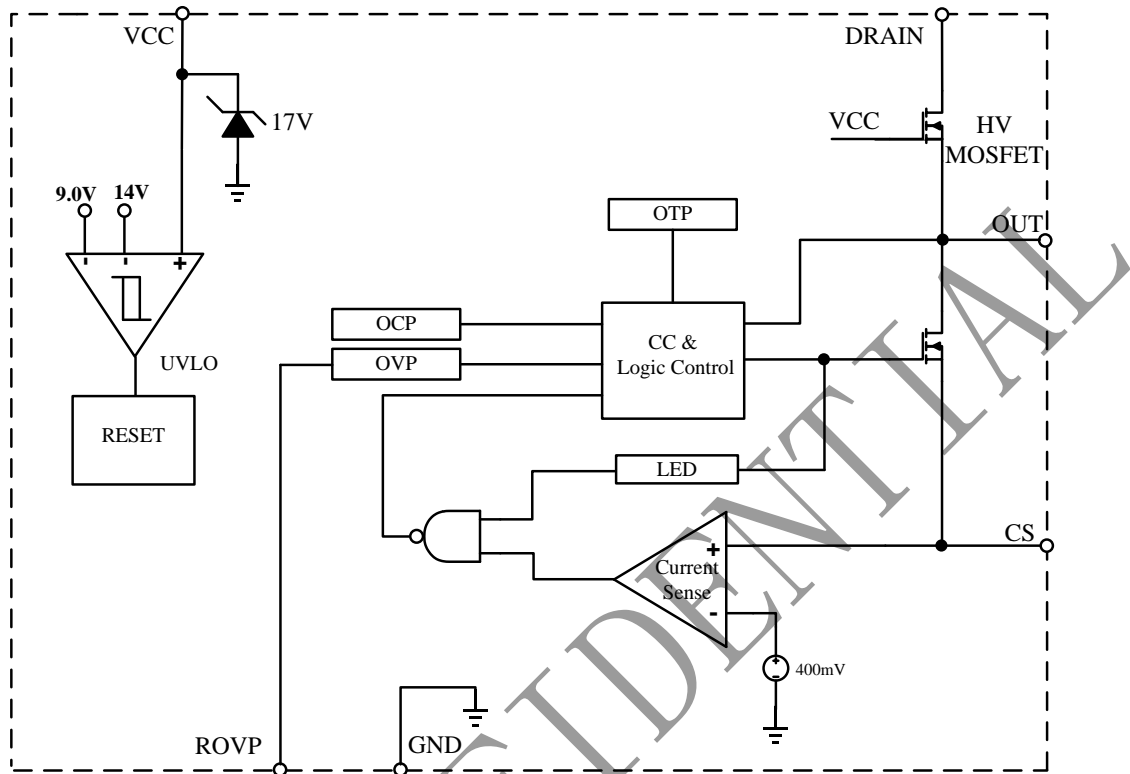 VCC
DRAIN
17V
VCC
HV
MOSFET
9.0V
14V
OTP
OUT
- - +
OCP
CC &
Logic Control
OVP
UVLO
RESET
LED
CS
+
Current
Sense
-
+
-
400mV
ROVP
GND
IDENTIAL